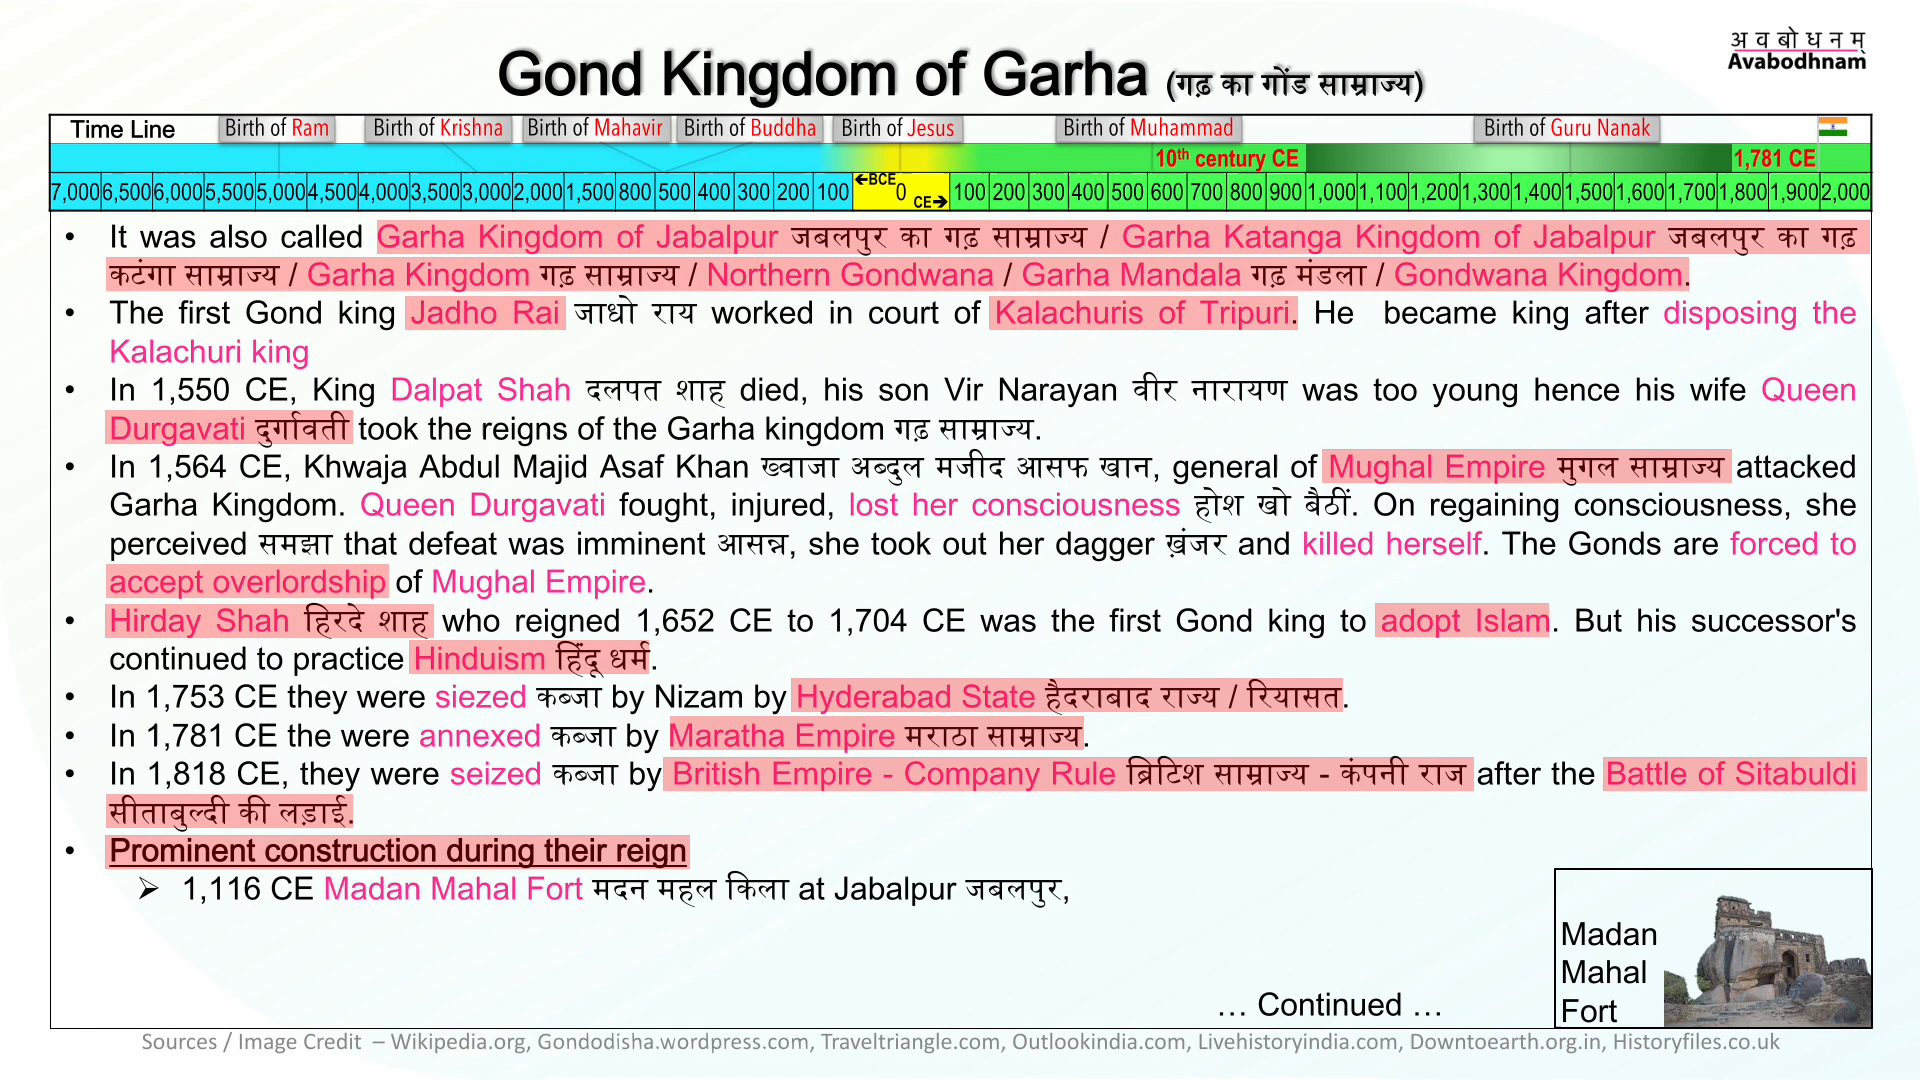 अ व बो ध न म्
Avabodhnam
Gond Kingdom of Garha (गढ़ का गोंड साम्राज्य)
Time Line Birth of Ram Birth of Krishna Birth of Mahavir Birth of Buddha Birth of Jesus Birth of Muhammad Birth of Guru Nanak
10th century CE 1,781 CE
7,000 6,500 6,000 5,500 5,000 4,500 4,000 3,500 3,000 2,000 1,500 800 500 400 300 200 100 ←BCE 0 CE→ 100 200 300 400 500 600 700 800 900 1,000 1,100 1,200 1,300 1,400 1,500 1,600 1,700 1,800 1,900 2,000
• It was also called Garha Kingdom of Jabalpur जबलपुर का गढ़ साम्राज्य / Garha Katanga Kingdom of Jabalpur जबलपुर का गढ़
कटंगा साम्राज्य / Garha Kingdom गढ़ साम्राज्य / Northern Gondwana / Garha Mandala गढ़ मंडला / Gondwana Kingdom.
• The first Gond king Jadho Rai जाधो राय worked in court of Kalachuris of Tripuri. He became king after disposing the
Kalachuri king
• In 1,550 CE, King Dalpat Shah दलपत शाह died, his son Vir Narayan वीर नारायण was too young hence his wife Queen
Durgavati दुर्गावती took the reigns of the Garha kingdom गढ़ साम्राज्य.
• In 1,564 CE, Khwaja Abdul Majid Asaf Khan ख्वाजा अब्दुल मजीद आसफ खान, general of Mughal Empire मुगल साम्राज्य attacked
Garha Kingdom. Queen Durgavati fought, injured, lost her consciousness होश खो बैठीं. On regaining consciousness, she
perceived समझा that defeat was imminent आसन्न, she took out her dagger ख़ंजर and killed herself. The Gonds are forced to
accept overlordship of Mughal Empire.
• Hirday Shah हिरदे शाह who reigned 1,652 CE to 1,704 CE was the first Gond king to adopt Islam. But his successor's
continued to practice Hinduism हिंदू धर्म.
• In 1,753 CE they were siezed कब्जा by Nizam by Hyderabad State हैदराबाद राज्य / रियासत.
• In 1,781 CE the were annexed कब्जा by Maratha Empire मराठा साम्राज्य.
• In 1,818 CE, they were seized कब्जा by British Empire - Company Rule ब्रिटिश साम्राज्य - कंपनी राज after the Battle of Sitabuldi
सीताबुल्दी की लड़ाई.
• Prominent construction during their reign
➢ 1,116 CE Madan Mahal Fort मदन महल किला at Jabalpur जबलपुर,
Madan
Mahal
Fort
… Continued …
Sources / Image Credit – Wikipedia.org, Gondodisha.wordpress.com, Traveltriangle.com, Outlookindia.com, Livehistoryindia.com, Downtoearth.org.in, Historyfiles.co.uk